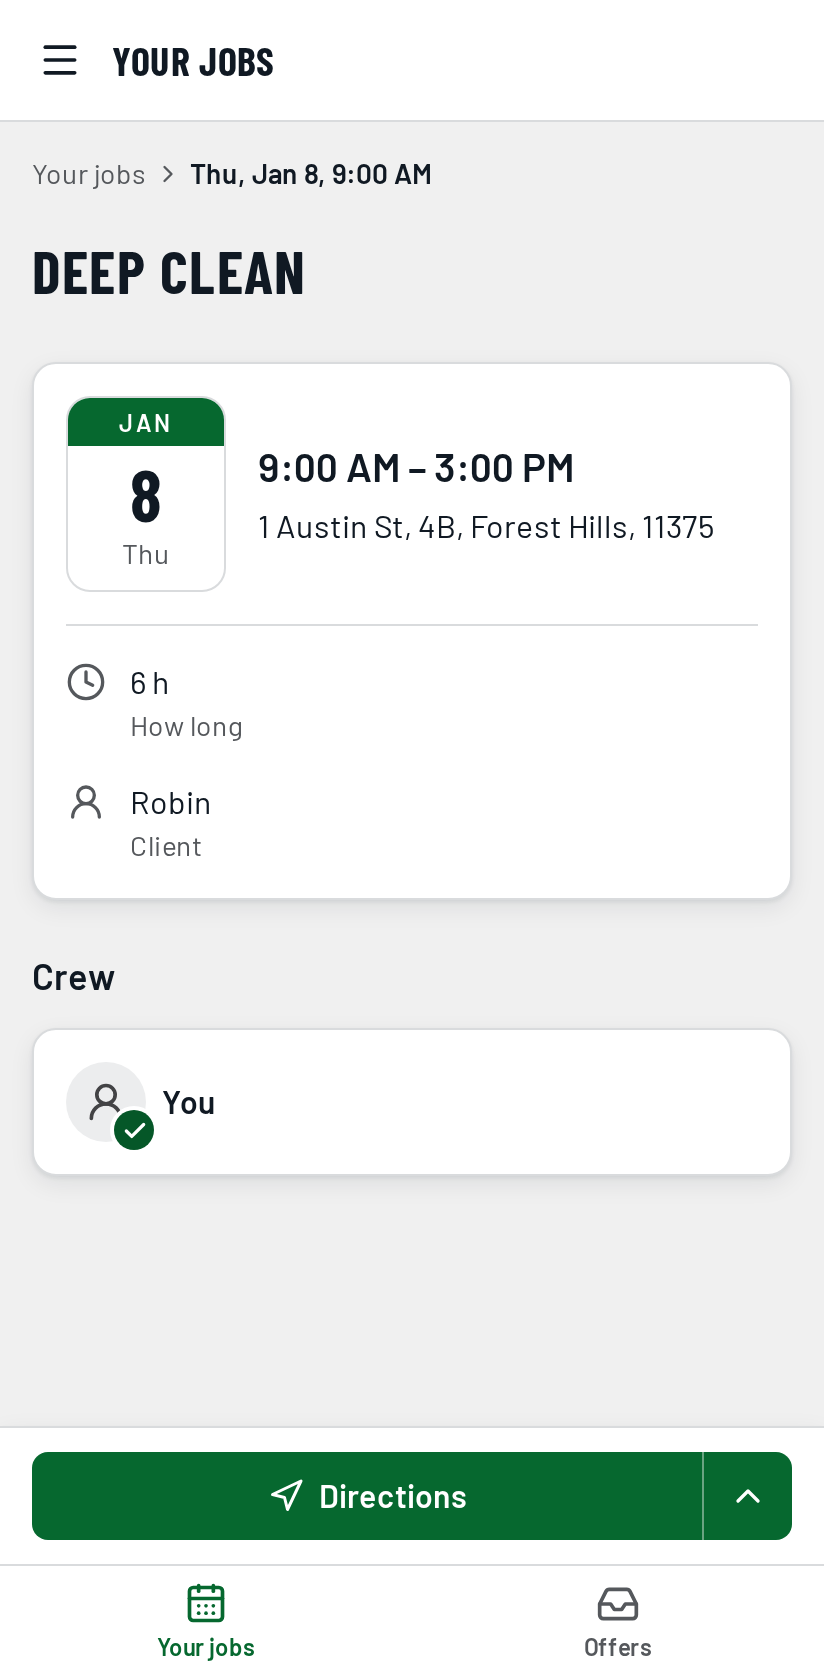 YOUR JOBS
Your jobs > Thu, Jan 8, 9:00 AM
DEEP CLEAN
JAN
8
Thu
9:00 AM – 3:00 PM
1 Austin St, 4B, Forest Hills, 11375
6 h
How long
Robin
Client
Crew
You
Directions
Your jobs
Offers